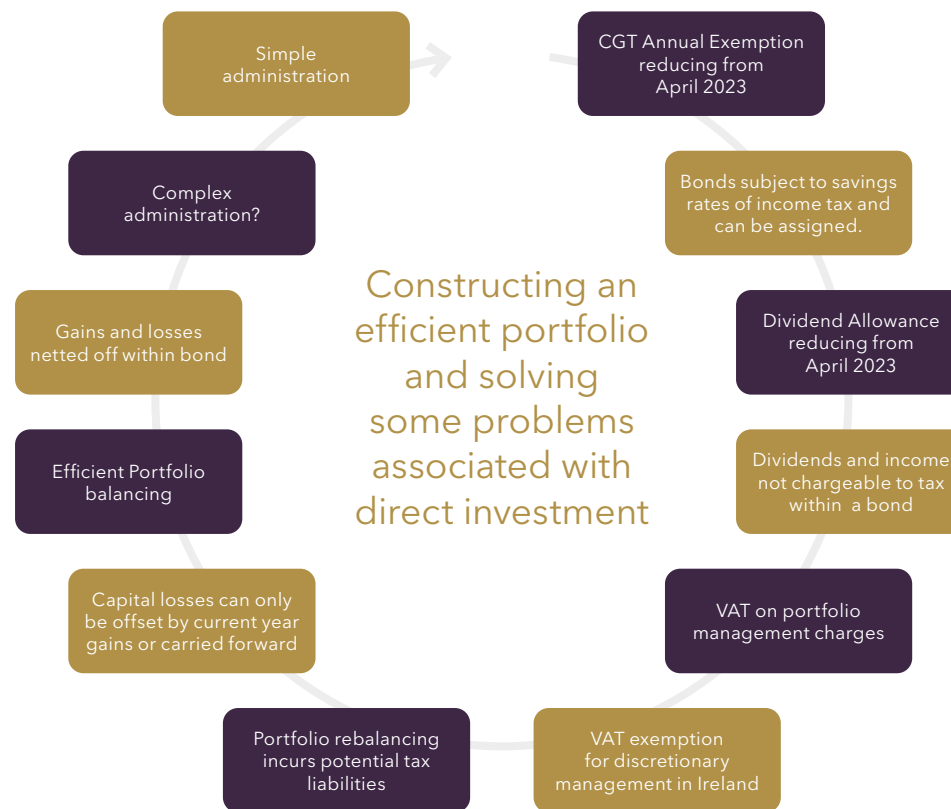 CGT Annual Exemption
reducing from
April 2023
Bonds subject to savings
rates of income tax and
can be assigned.
Dividend Allowance
reducing from
April 2023
Dividends and income
not chargeable to tax
within a bond
VAT on portfolio
management charges
VAT exemption
for discretionary
management in Ireland
Portfolio rebalancing
incurs potential tax
liabilities
Capital losses can only
be offset by current year
gains or carried forward
Efficient Portfolio
balancing
Gains and losses
netted off within bond
Complex
administration?
Simple
administration
Constructing an
efficient portfolio
and solving
some problems
associated with
direct investment